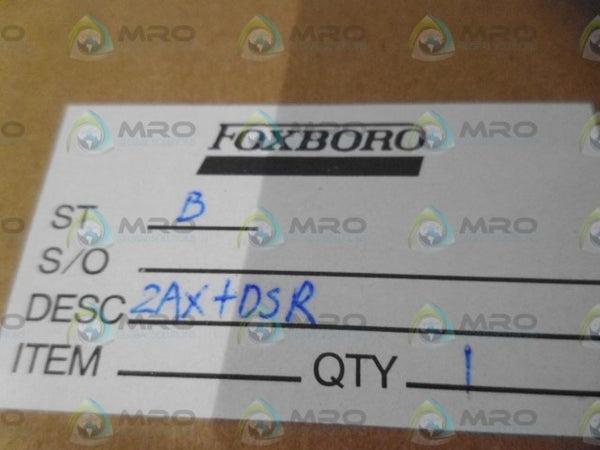 FOXBORO
ST B
S/O
DESC 2AX+DSR
ITEM QTY 1